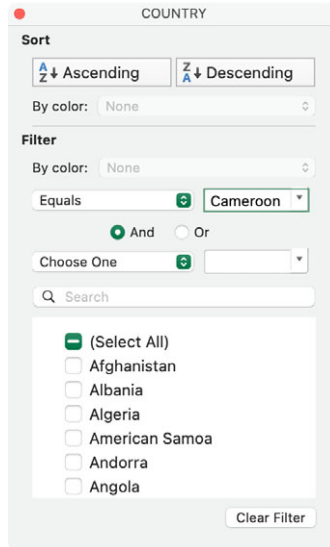 COUNTRY
Sort
A
Z Ascending
Z
A Descending
By color: None
Filter
By color: None
Equals Cameroon
And Or
Choose One
Search
(Select All)
Afghanistan
Albania
Algeria
American Samoa
Andorra
Angola
Clear Filter